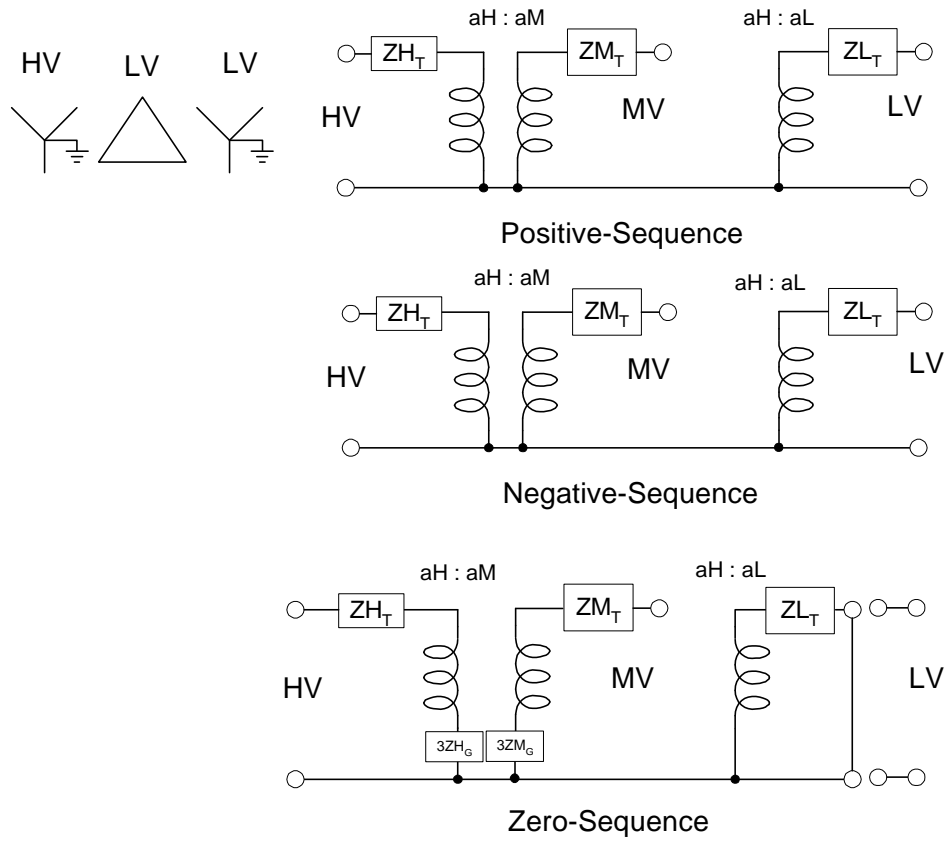 HV LV LV
aH : aM aH : aL
ZH_T ZM_T ZL_T
HV MV LV
Positive-Sequence
aH : aM aH : aL
ZH_T ZM_T ZL_T
HV MV LV
Negative-Sequence
aH : aM aH : aL
ZH_T ZM_T ZL_T
HV MV LV
3ZH_G 3ZM_G
Zero-Sequence